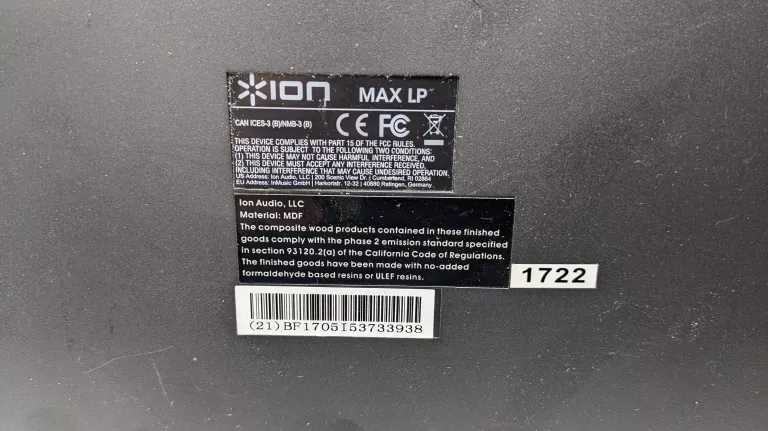 ION MAX LP
CAN ICES-3 (B)/NMB-3 (B)
CE FC
THIS DEVICE COMPLIES WITH PART 15 OF THE FCC RULES.
OPERATION IS SUBJECT TO THE FOLLOWING TWO CONDITIONS:
(1) THIS DEVICE MAY NOT CAUSE HARMFUL INTERFERENCE, AND
(2) THIS DEVICE MUST ACCEPT ANY INTERFERENCE RECEIVED,
INCLUDING INTERFERENCE THAT MAY CAUSE UNDESIRED OPERATION.
US Address: Ion Audio, LLC | 200 Scenic View Dr. | Cumberland, RI 02864
EU Address: InMusic GmbH | Harkortstr. 12-32 | 40880 Ratingen, Germany
Ion Audio, LLC
Material: MDF
The composite wood products contained in these finished
goods comply with the phase 2 emission standard specified
in section 93120.2(a) of the California Code of Regulations.
The finished goods have been made with no-added
formaldehyde based resins or ULEF resins.
1722
(21)BF1705I53733938